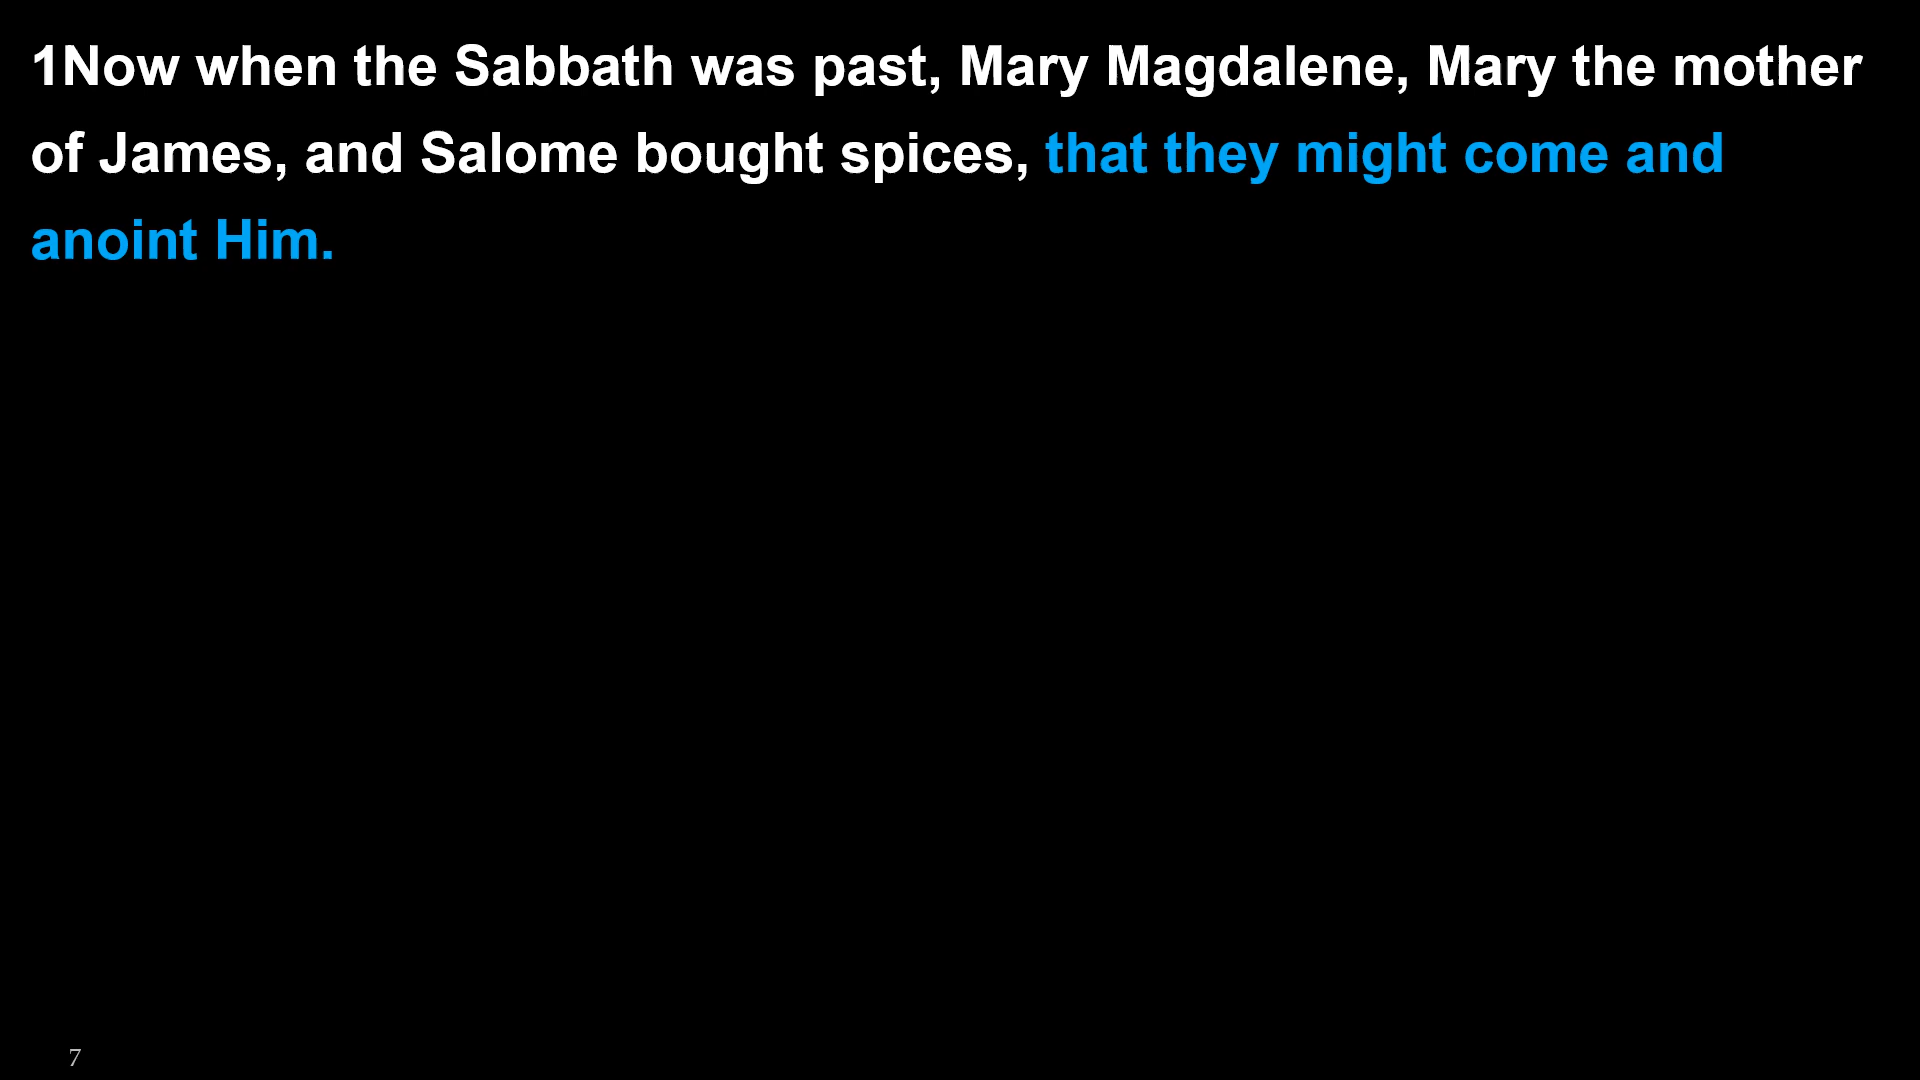 1Now when the Sabbath was past, Mary Magdalene, Mary the mother
of James, and Salome bought spices, that they might come and
anoint Him.
7